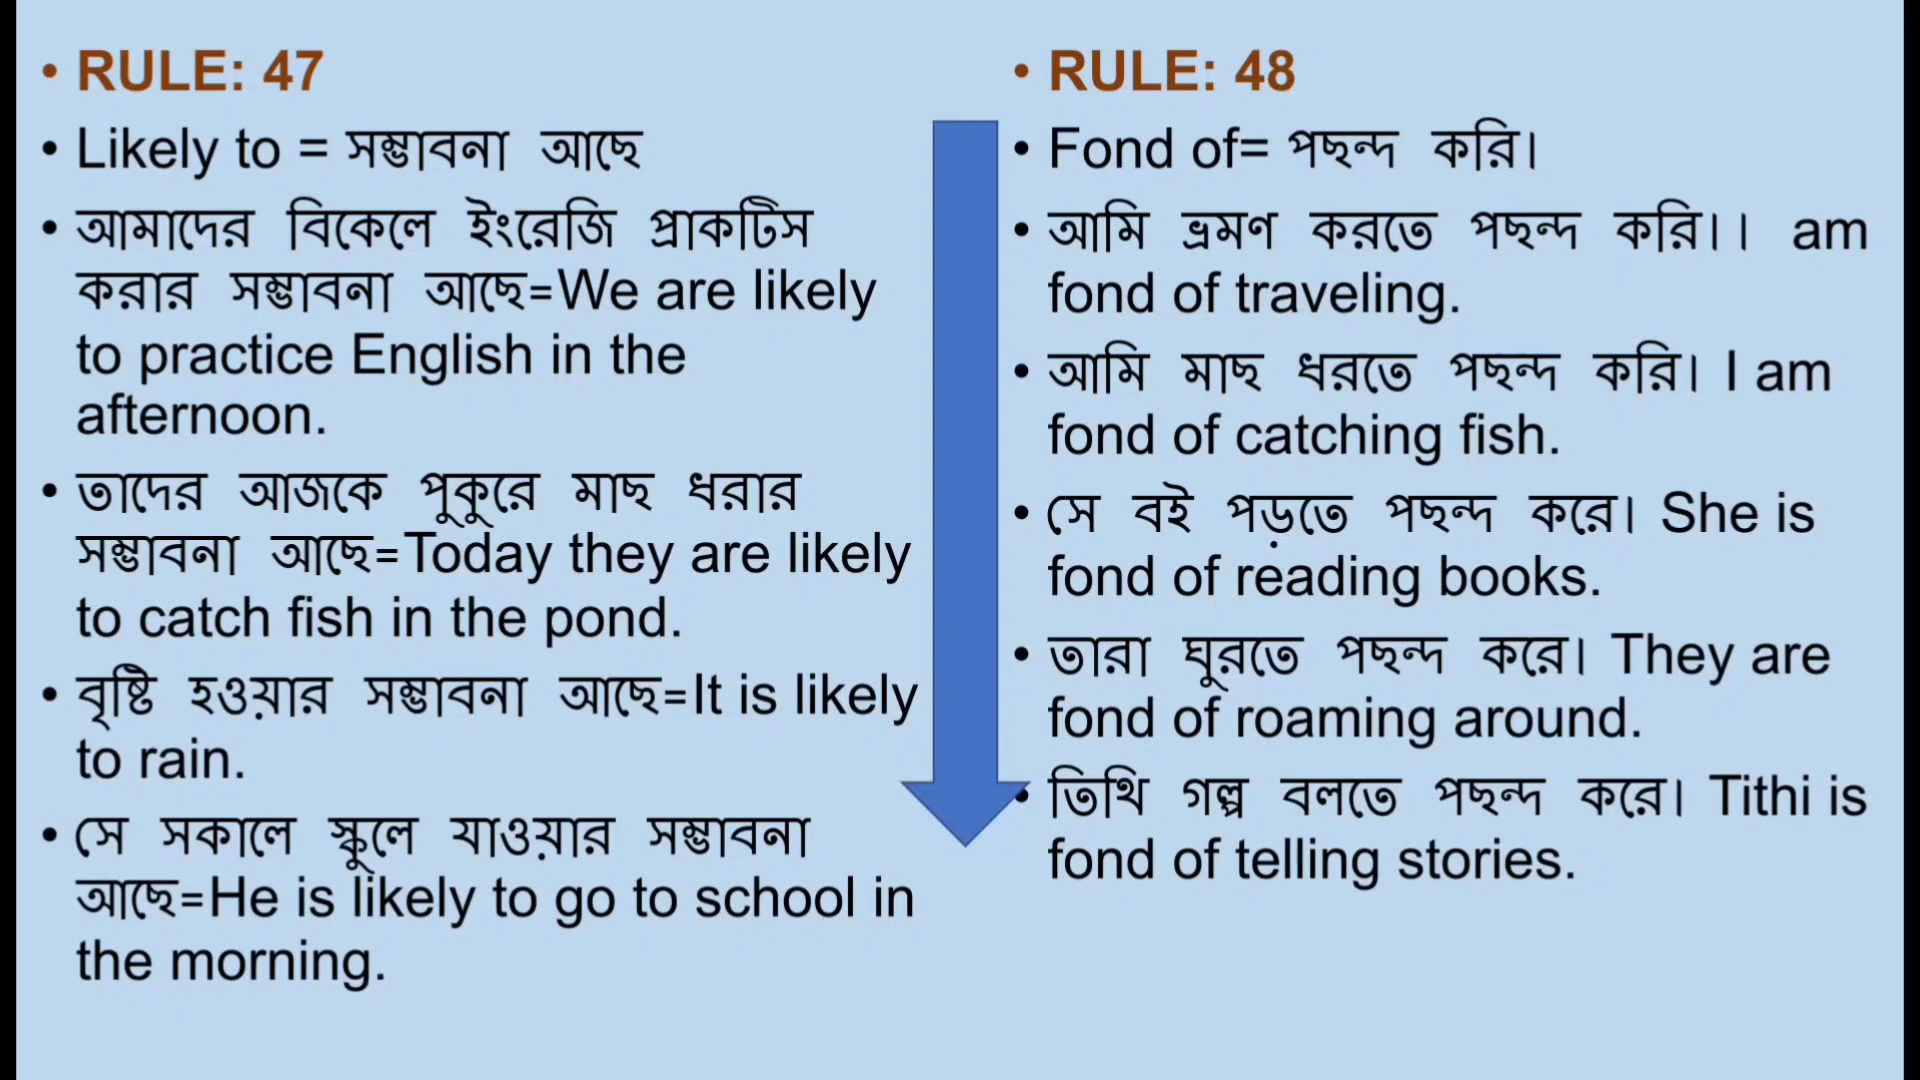 • RULE: 47
• Likely to = সম্ভাবনা আছে
• আমাদের বিকেলে ইংরেজি প্রাকটিস
করার সম্ভাবনা আছে=We are likely
to practice English in the
afternoon.
• তাদের আজকে পুকুরে মাছ ধরার
সম্ভাবনা আছে=Today they are likely
to catch fish in the pond.
• বৃষ্টি হওয়ার সম্ভাবনা আছে=It is likely
to rain.
• সে সকালে স্কুলে যাওয়ার সম্ভাবনা
আছে=He is likely to go to school in
the morning.
• RULE: 48
• Fond of= পছন্দ করি।
• আমি ভ্রমণ করতে পছন্দ করি।। am
fond of traveling.
• আমি মাছ ধরতে পছন্দ করি। I am
fond of catching fish.
• সে বই পড়তে পছন্দ করে। She is
fond of reading books.
• তারা ঘুরতে পছন্দ করে। They are
fond of roaming around.
• তিথি গল্প বলতে পছন্দ করে। Tithi is
fond of telling stories.